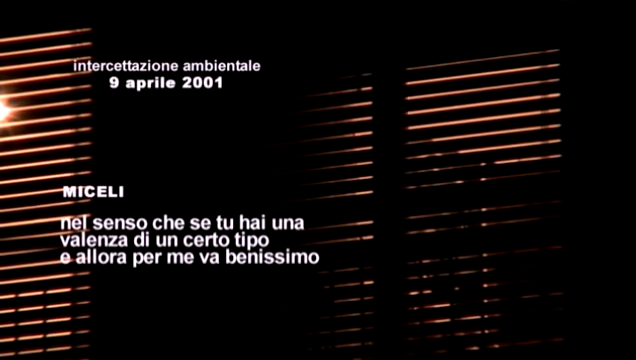 intercettazione ambientale
9 aprile 2001
MICELI
nel senso che se tu hai una
valenza di un certo tipo
e allora per me va benissimo